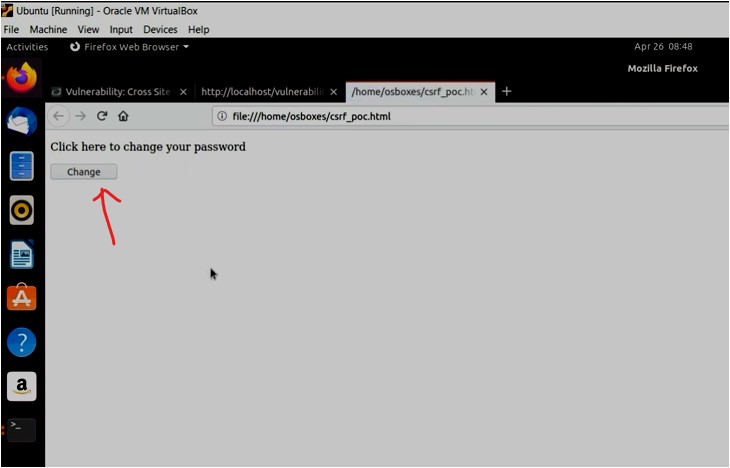 Ubuntu [Running] - Oracle VM VirtualBox
File Machine View Input Devices Help
Activities Firefox Web Browser Apr 26 08:48
Mozilla Firefox
Vulnerability: Cross Site http://localhost/vulnerabili /home/osboxes/csrf_poc.ht
file:///home/osboxes/csrf_poc.html
Click here to change your password
Change